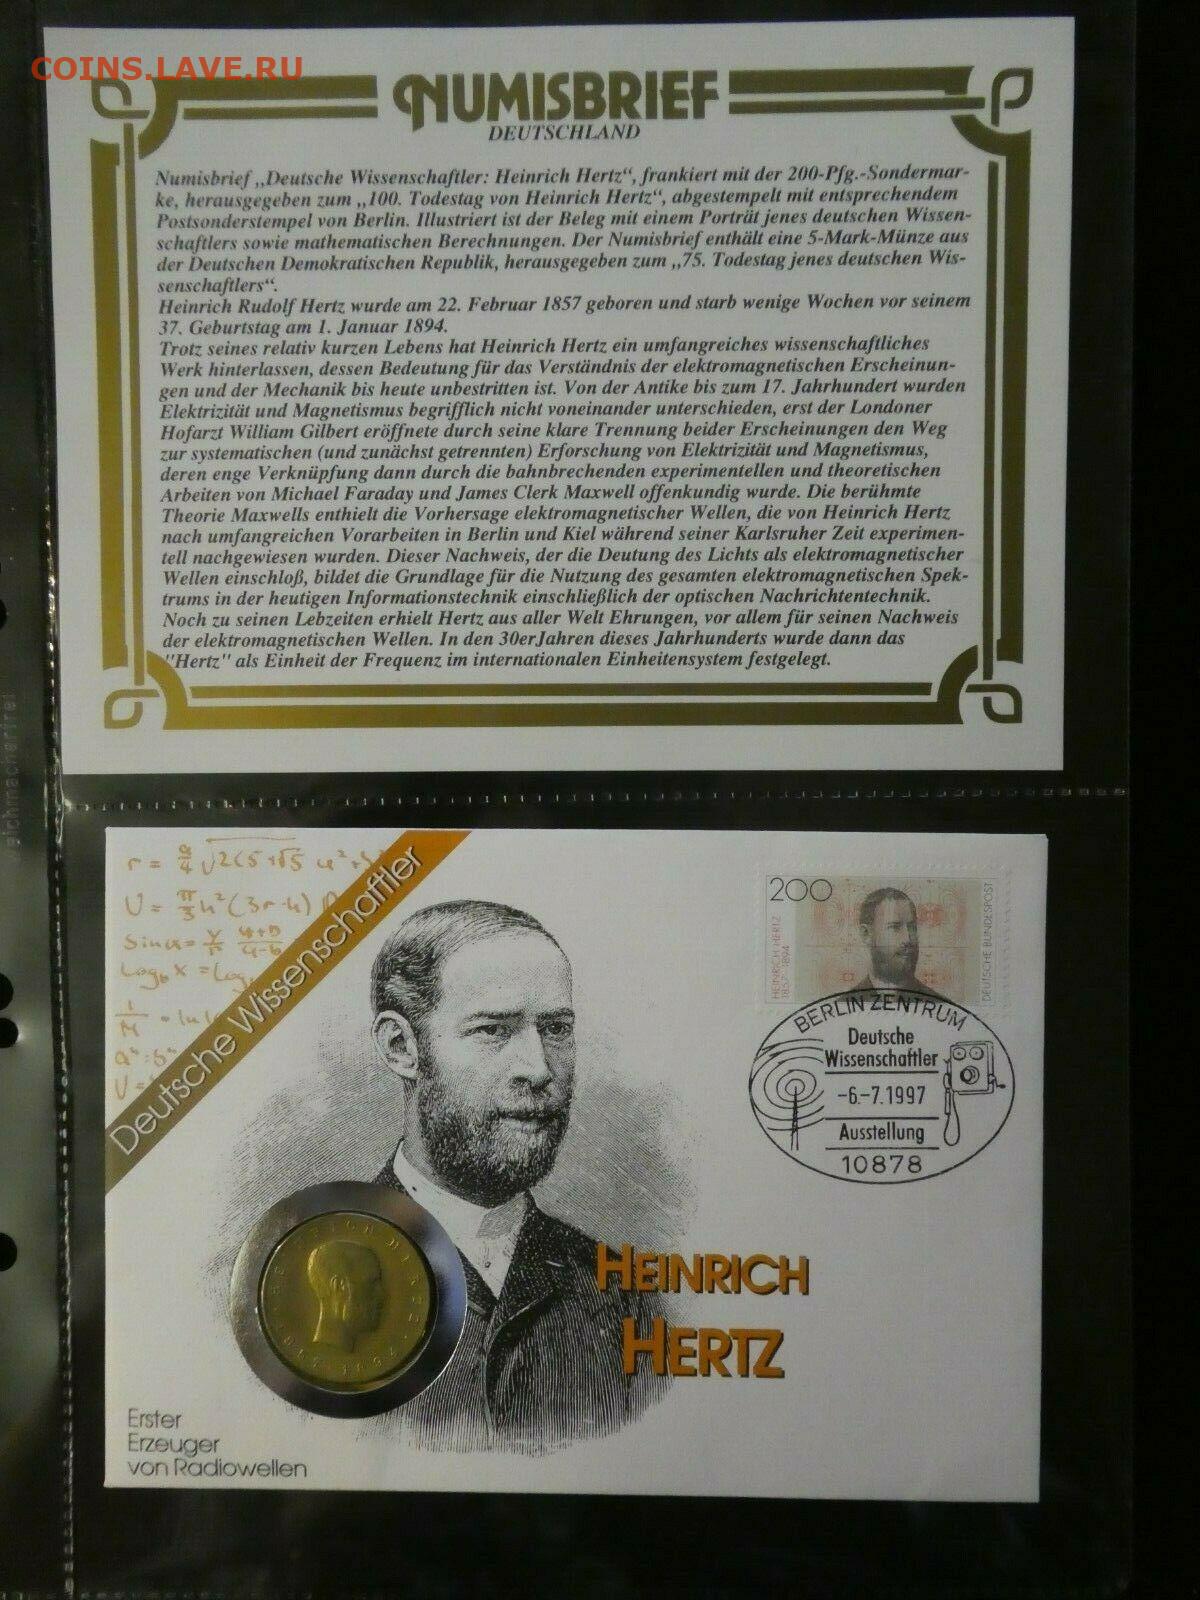 COINS.LAVE.RU
NUMISBRIEF
DEUTSCHLAND
Numisbrief „Deutsche Wissenschaftler: Heinrich Hertz“, frankiert mit der 200-Pfg.-Sondermar-
ke, herausgegeben zum „100. Todestag von Heinrich Hertz“, abgestempelt mit entsprechendem
Postsonderstempel von Berlin. Illustriert ist der Beleg mit einem Porträt jenes deutschen Wissen-
schaftlers sowie mathematischen Berechnungen. Der Numisbrief enthält eine 5-Mark-Münze aus
der Deutschen Demokratischen Republik, herausgegeben zum „75. Todestag jenes deutschen Wis-
senschaftlers“.
Heinrich Rudolf Hertz wurde am 22. Februar 1857 geboren und starb wenige Wochen vor seinem
37. Geburtstag am 1. Januar 1894.
Trotz seines relativ kurzen Lebens hat Heinrich Hertz ein umfangreiches wissenschaftliches
Werk hinterlassen, dessen Bedeutung für das Verständnis der elektromagnetischen Erscheinun-
gen und der Mechanik bis heute unbestritten ist. Von der Antike bis zum 17. Jahrhundert wurden
Elektrizität und Magnetismus begrifflich nicht voneinander unterschieden, erst der Londoner
Hofarzt William Gilbert eröffnete durch seine klare Trennung beider Erscheinungen den Weg
zur systematischen (und zunächst getrennten) Erforschung von Elektrizität und Magnetismus,
deren enge Verknüpfung dann durch die bahnbrechenden experimentellen und theoretischen
Arbeiten von Michael Faraday und James Clerk Maxwell offenkundig wurde. Die berühmte
Theorie Maxwells enthielt die Vorhersage elektromagnetischer Wellen, die von Heinrich Hertz
nach umfangreichen Vorarbeiten in Berlin und Kiel während seiner Karlsruher Zeit experimen-
tell nachgewiesen wurden. Dieser Nachweis, der die Deutung des Lichts als elektromagnetischer
Wellen einschloß, bildet die Grundlage für die Nutzung des gesamten elektromagnetischen Spek-
trums in der heutigen Informationstechnik einschließlich der optischen Nachrichtentechnik.
Noch zu seinen Lebzeiten erhielt Hertz aus aller Welt Ehrungen, vor allem für seinen Nachweis
der elektromagnetischen Wellen. In den 30erJahren dieses Jahrhunderts wurde dann das
"Hertz" als Einheit der Frequenz im internationalen Einheitensystem festgelegt.
Deutsche Wissenschaftler
200
HEINRICH HERTZ
1857-1894
DEUTSCHE BUNDESPOST
BERLIN ZENTRUM
Deutsche
Wissenschaftler
-6.-7.1997
Ausstellung
10878
HEINRICH HERTZ
1857 1894
HEINRICH
HERTZ
Erster
Erzeuger
von Radiowellen